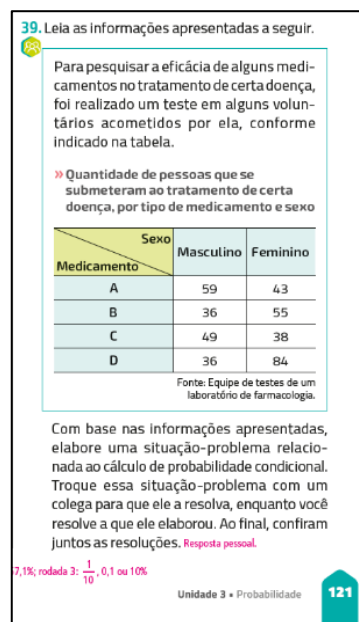 39. Leia as informações apresentadas a seguir.
Para pesquisar a eficácia de alguns medi-
camentos no tratamento de certa doença,
foi realizado um teste em alguns volun-
tários acometidos por ela, conforme
indicado na tabela.
» Quantidade de pessoas que se
submeteram ao tratamento de certa
doença, por tipo de medicamento e sexo
Sexo
Medicamento
Masculino Feminino
A 59 43
B 36 55
C 49 38
D 36 84
Fonte: Equipe de testes de um
laboratório de farmacologia.
Com base nas informações apresentadas,
elabore uma situação-problema relacio-
nada ao cálculo de probabilidade condicional.
Troque essa situação-problema com um
colega para que ele a resolva, enquanto você
resolve a que ele elaborou. Ao final, confiram
juntos as resoluções. Resposta pessoal.
7,1%; rodada 3: 1/10, 0,1 ou 10%
Unidade 3 • Probabilidade 121